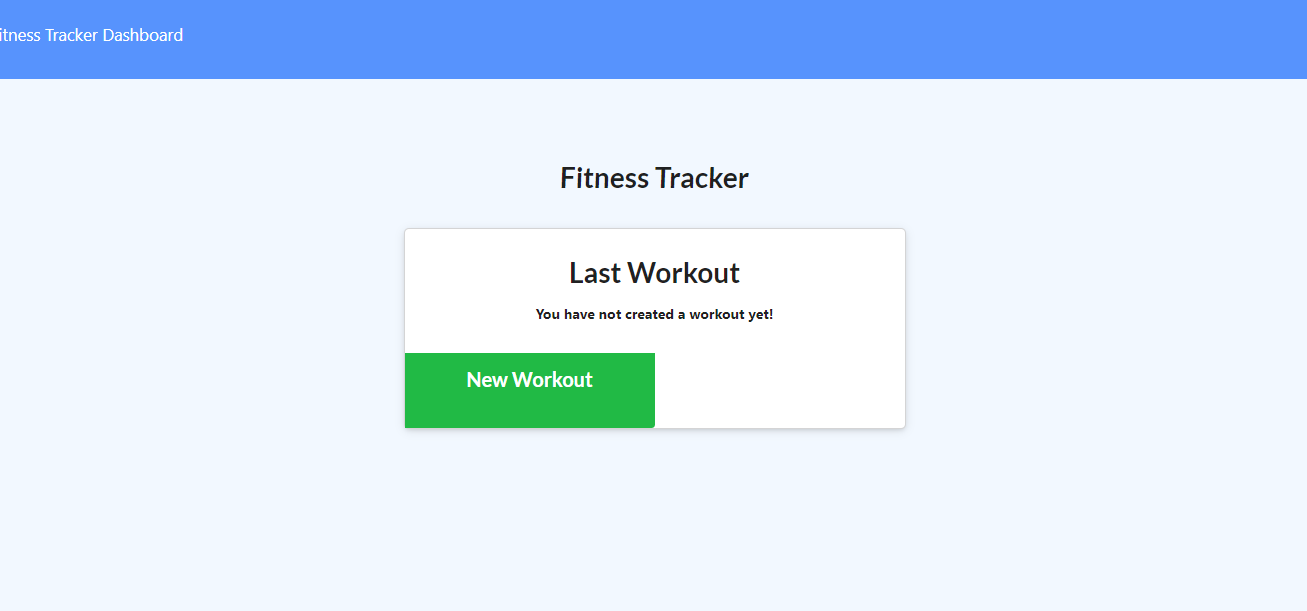 itness Tracker Dashboard
Fitness Tracker
Last Workout
You have not created a workout yet!
New Workout